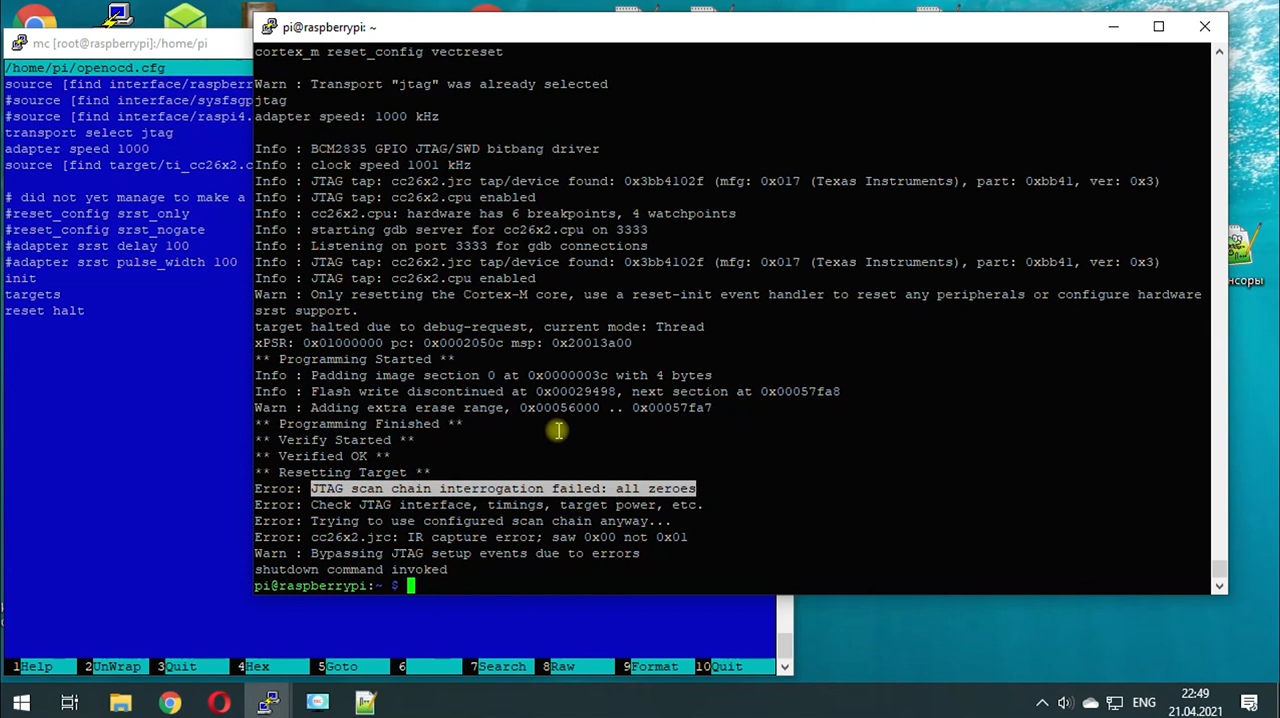 mc [root@raspberrypi]:/home/pi
/home/pi/openocd.cfg
source [find interface/raspberr
#source [find interface/sysfsgp
#source [find interface/raspi4.
transport select jtag
adapter speed 1000
source [find target/ti_cc26x2.c
# did not yet manage to make a
#reset_config srst_only
#reset_config srst_nogate
#adapter srst delay 100
#adapter srst pulse_width 100
init
targets
reset halt
1Help 2UnWrap 3Quit 4Hex 5Goto 6 7Search 8Raw 9Format 10Quit
pi@raspberrypi: ~
cortex_m reset_config vectreset
Warn : Transport "jtag" was already selected
jtag
adapter speed: 1000 kHz
Info : BCM2835 GPIO JTAG/SWD bitbang driver
Info : clock speed 1001 kHz
Info : JTAG tap: cc26x2.jrc tap/device found: 0x3bb4102f (mfg: 0x017 (Texas Instruments), part: 0xbb41, ver: 0x3)
Info : JTAG tap: cc26x2.cpu enabled
Info : cc26x2.cpu: hardware has 6 breakpoints, 4 watchpoints
Info : starting gdb server for cc26x2.cpu on 3333
Info : Listening on port 3333 for gdb connections
Info : JTAG tap: cc26x2.jrc tap/device found: 0x3bb4102f (mfg: 0x017 (Texas Instruments), part: 0xbb41, ver: 0x3)
Info : JTAG tap: cc26x2.cpu enabled
Warn : Only resetting the Cortex-M core, use a reset-init event handler to reset any peripherals or configure hardware
srst support.
target halted due to debug-request, current mode: Thread
xPSR: 0x01000000 pc: 0x0002050c msp: 0x20013a00
** Programming Started **
Info : Padding image section 0 at 0x0000003c with 4 bytes
Info : Flash write discontinued at 0x00029498, next section at 0x00057fa8
Warn : Adding extra erase range, 0x00056000 .. 0x00057fa7
** Programming Finished **
** Verify Started **
** Verified OK **
** Resetting Target **
Error: JTAG scan chain interrogation failed: all zeroes
Error: Check JTAG interface, timings, target power, etc.
Error: Trying to use configured scan chain anyway...
Error: cc26x2.jrc: IR capture error; saw 0x00 not 0x01
Warn : Bypassing JTAG setup events due to errors
shutdown command invoked
pi@raspberrypi:~ $
нсоры
ENG
22:49
21.04.2021